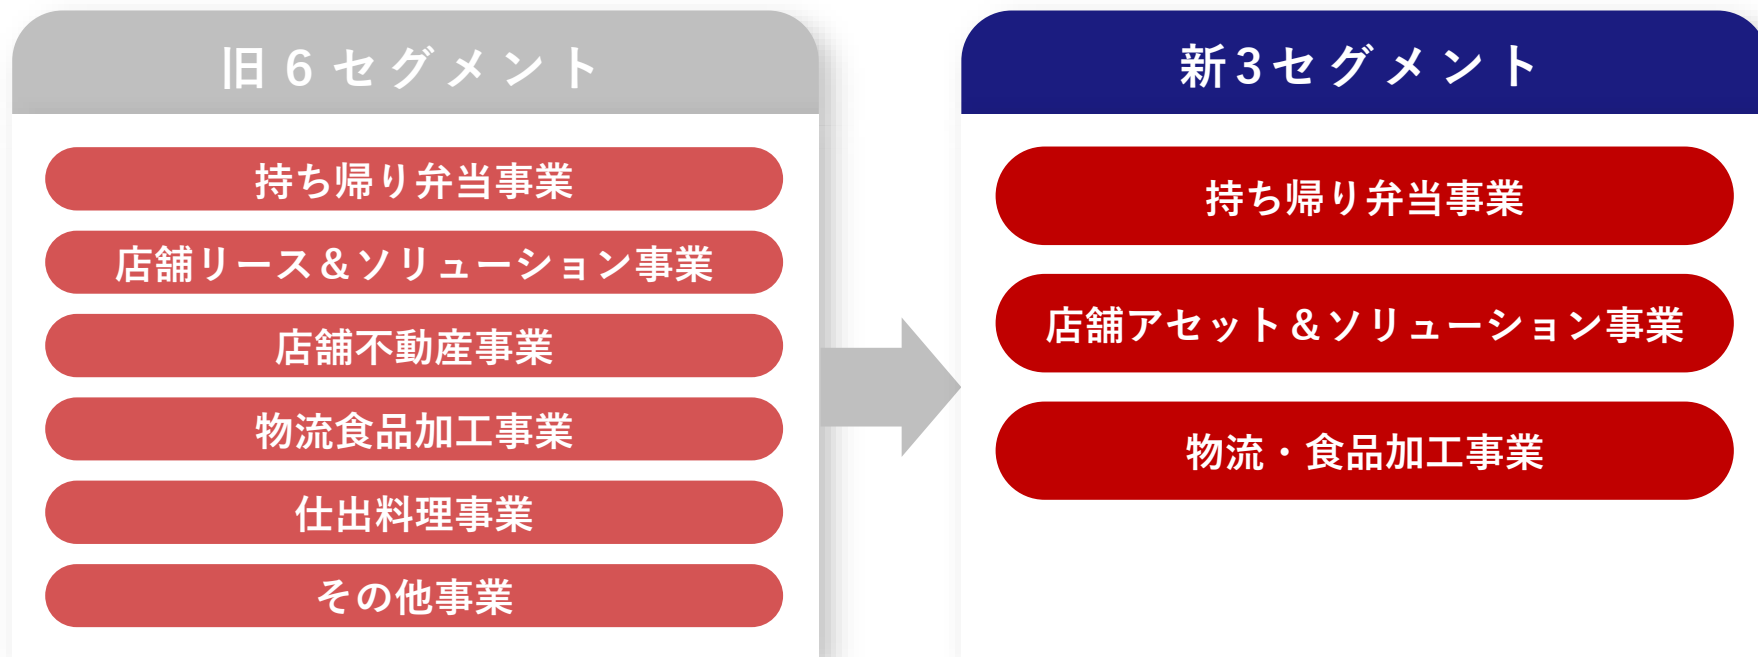 旧６セグメント
持ち帰り弁当事業
店舗リース＆ソリューション事業
店舗不動産事業
物流食品加工事業
仕出料理事業
その他事業
新3セグメント
持ち帰り弁当事業
店舗アセット＆ソリューション事業
物流・食品加工事業